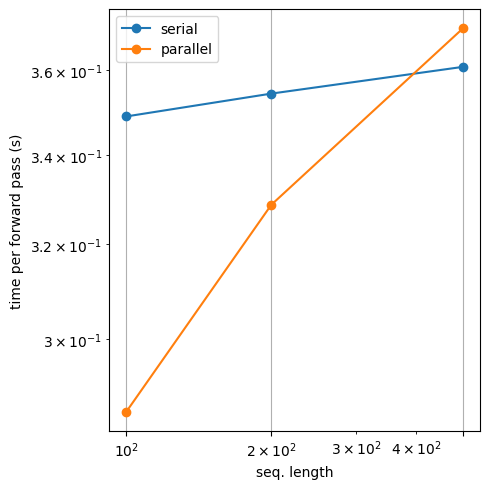 serial
parallel
3.6 × 10⁻¹
3.4 × 10⁻¹
3.2 × 10⁻¹
3 × 10⁻¹
time per forward pass (s)
10² 2 × 10² 3 × 10² 4 × 10²
seq. length